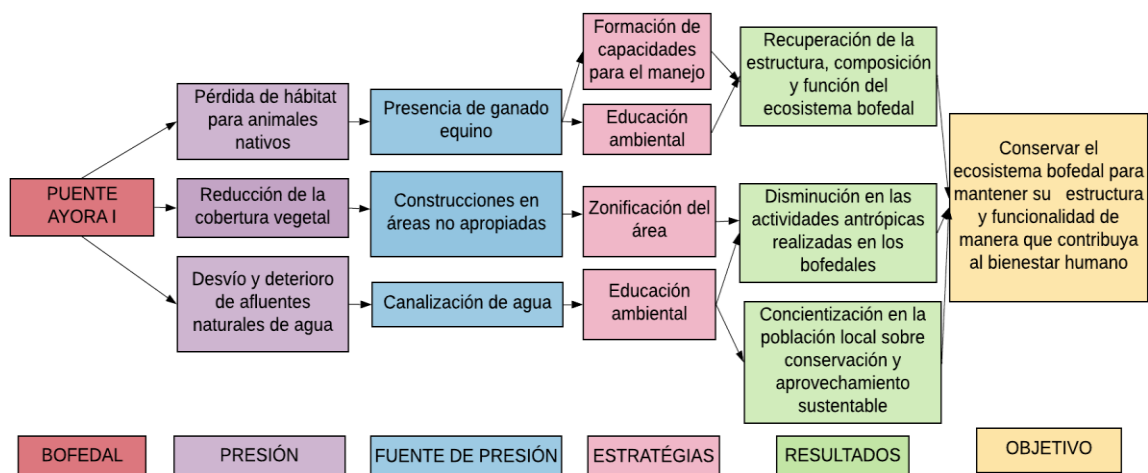 PUENTE
AYORA I
Pérdida de hábitat
para animales
nativos
Reducción de la
cobertura vegetal
Desvío y deterioro
de afluentes
naturales de agua
Presencia de ganado
equino
Construcciones en
áreas no apropiadas
Canalización de agua
Formación de
capacidades
para el manejo
Educación
ambiental
Zonificación del
área
Educación
ambiental
Recuperación de la
estructura, composición
y función del
ecosistema bofedal
Disminución en las
actividades antrópicas
realizadas en los
bofedales
Concientización en la
población local sobre
conservación y
aprovechamiento
sustentable
Conservar el
ecosistema bofedal para
mantener su estructura
y funcionalidad de
manera que contribuya
al bienestar humano
BOFEDAL
PRESIÓN
FUENTE DE PRESIÓN
ESTRATÉGIAS
RESULTADOS
OBJETIVO